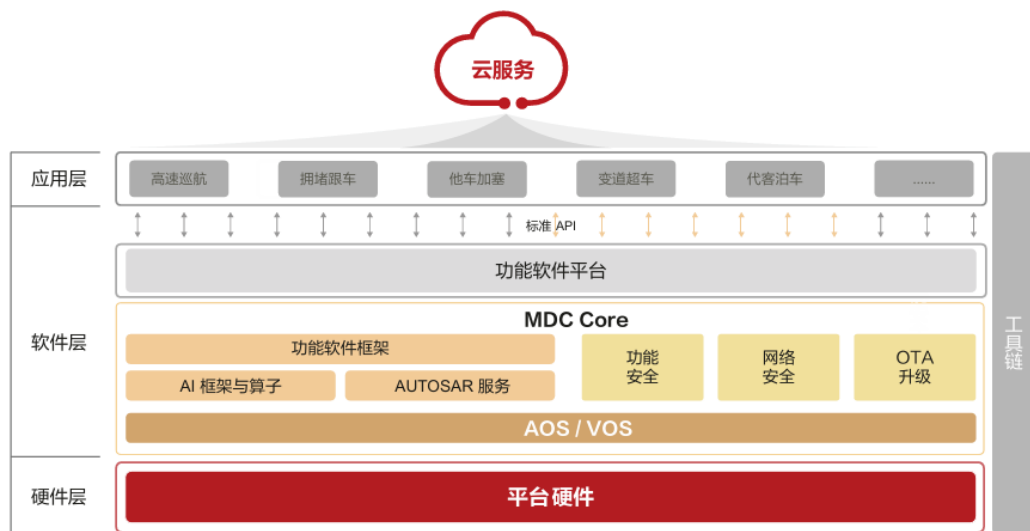 云服务
应用层
高速巡航
拥堵跟车
他车加塞
变道超车
代客泊车
......
标准 API
功能软件平台
软件层
MDC Core
功能软件框架
AI 框架与算子
AUTOSAR 服务
功能
安全
网络
安全
OTA
升级
AOS / VOS
硬件层
平台硬件
工具链